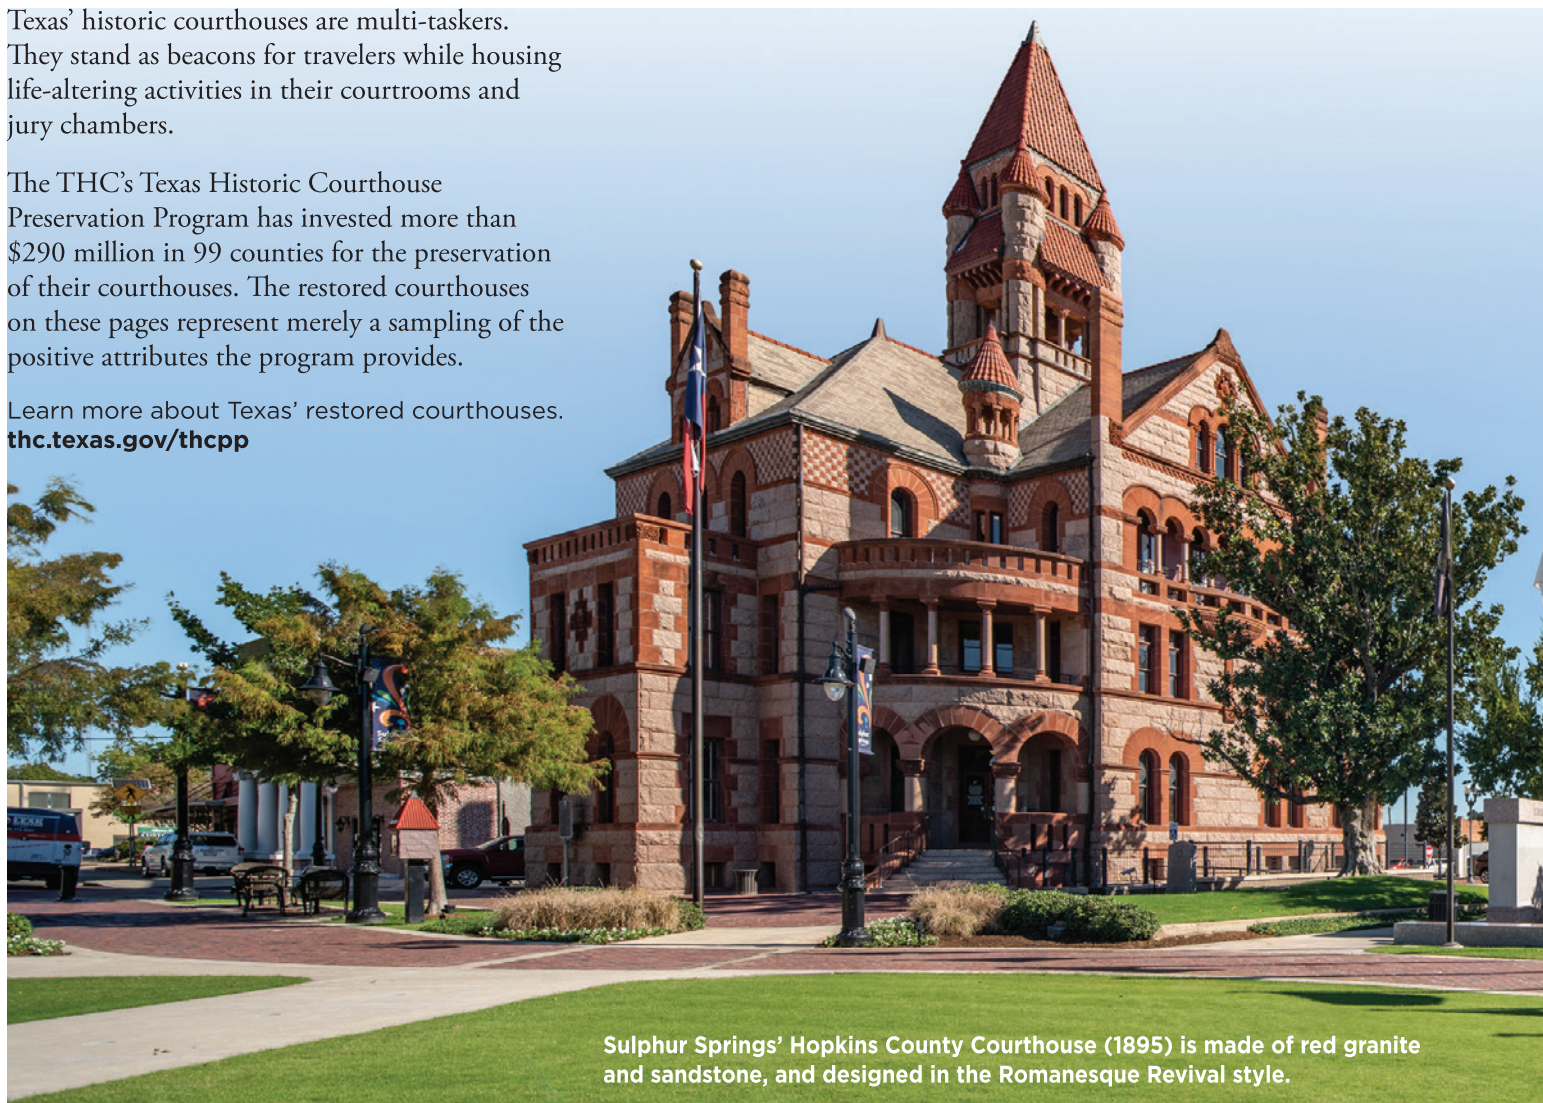 Texas’ historic courthouses are multi-taskers.
They stand as beacons for travelers while housing
life-altering activities in their courtrooms and
jury chambers.
The THC’s Texas Historic Courthouse
Preservation Program has invested more than
$290 million in 99 counties for the preservation
of their courthouses. The restored courthouses
on these pages represent merely a sampling of the
positive attributes the program provides.
Learn more about Texas’ restored courthouses.
thc.texas.gov/thcpp
Sulphur Springs’ Hopkins County Courthouse (1895) is made of red granite
and sandstone, and designed in the Romanesque Revival style.